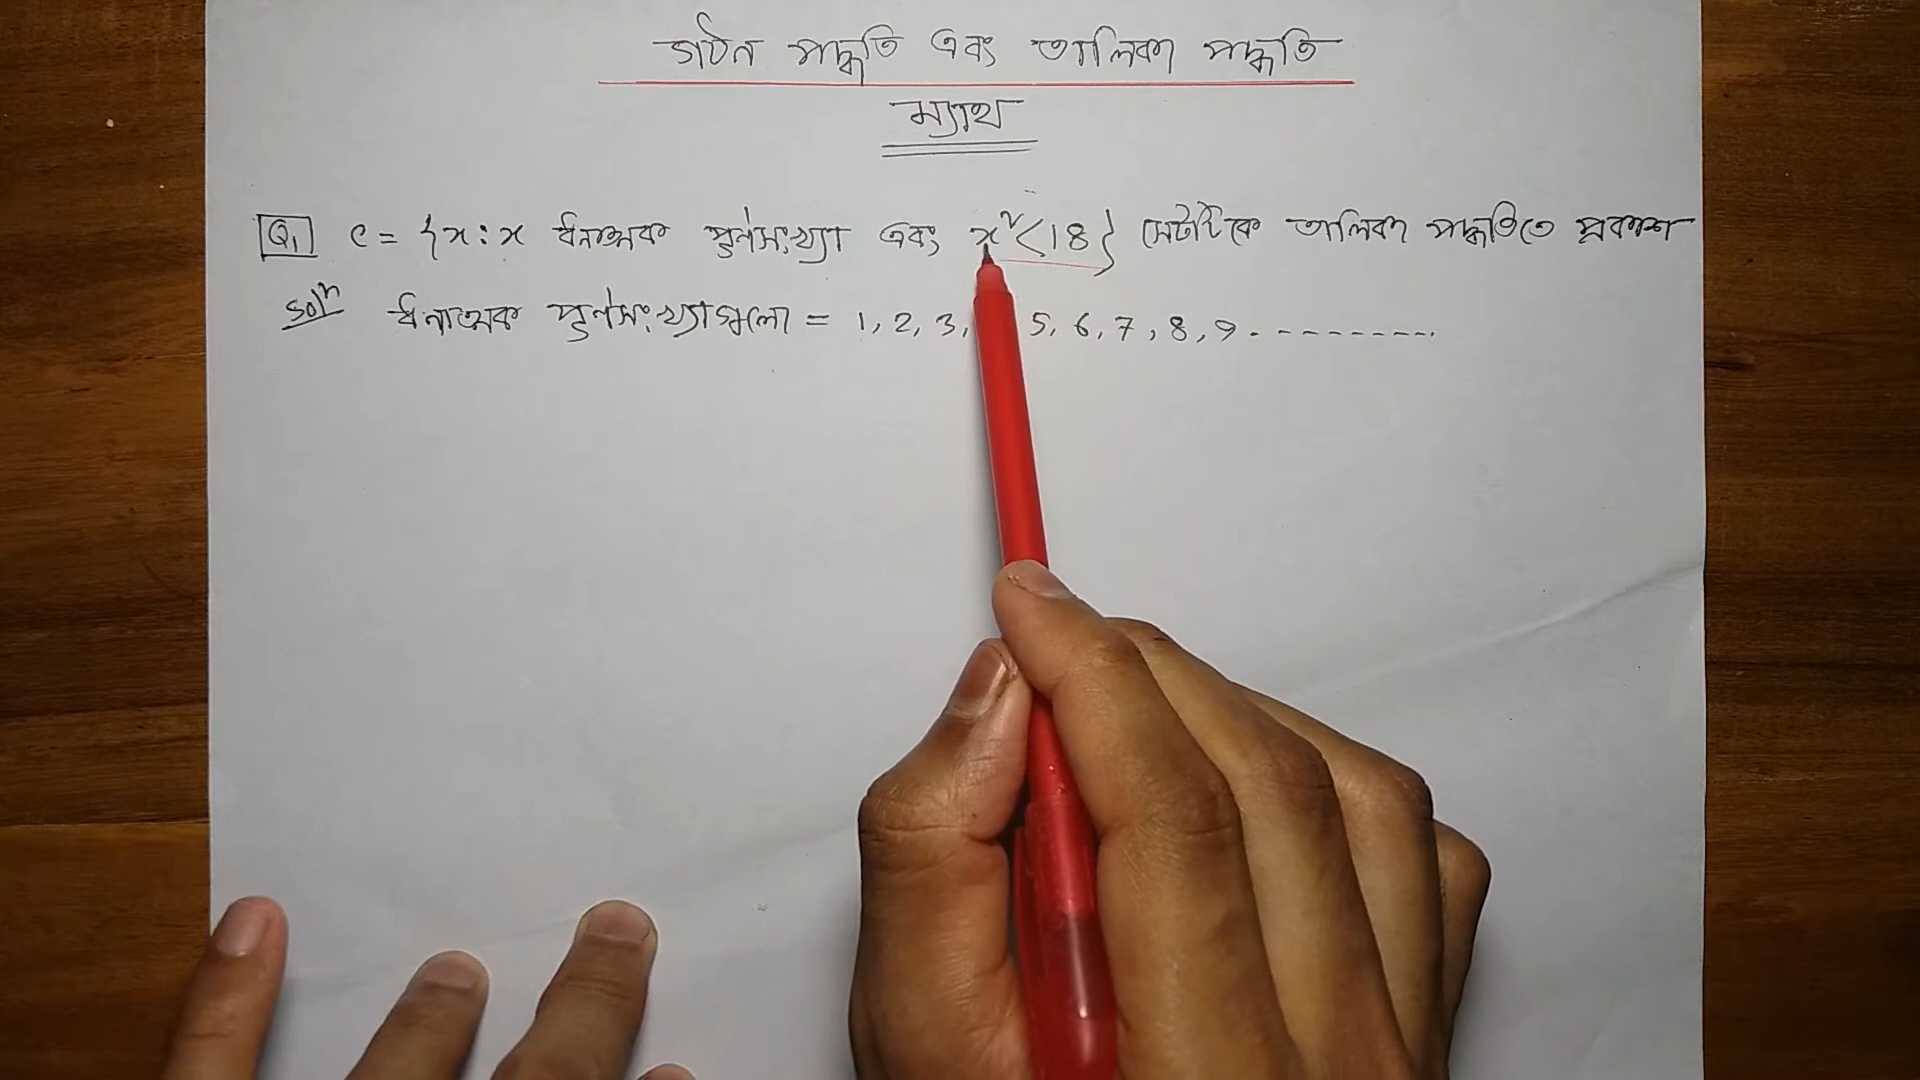 গঠন পদ্ধতি এবং তালিকা পদ্ধতি
ম্যাথ
Q1 C = {x : x ধনাত্মক পুর্ণসংখ্যা এবং x² < 18} সেটটিকে তালিকা পদ্ধতিতে প্রকাশ
Solⁿ ধনাত্মক পুর্ণসংখ্যাগুলো = 1, 2, 3, 5, 6, 7, 8, 9 - - - - - - - - -